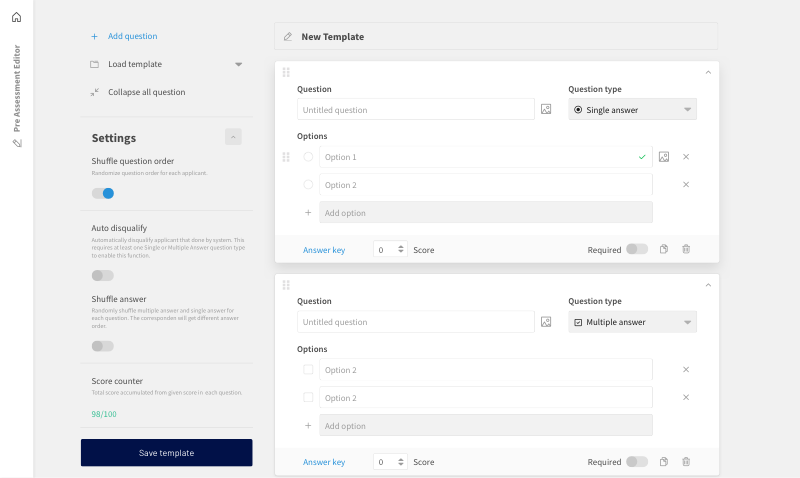 Pre Assessment Editor
Add question
Load template
Collapse all question
Settings
Shuffle question order
Randomise question order for each applicant.
Auto disqualify
Automatically disqualify applicant that done by system. This
requires at least one Single or Multiple Answer question type
to enable this function.
Shuffle answer
Randomly shuffle multiple answer and single answer for
each question. The corresponden will get different answer
order.
Score counter
Total score accumulated from given score in each question.
98/100
Save template
New Template
Question
Question type
Untitled question
Single answer
Options
Option 1
Option 2
Add option
Answer key
0
Score
Required
Question
Question type
Untitled question
Multiple answer
Options
Option 2
Option 2
Add option
Answer key
0
Score
Required